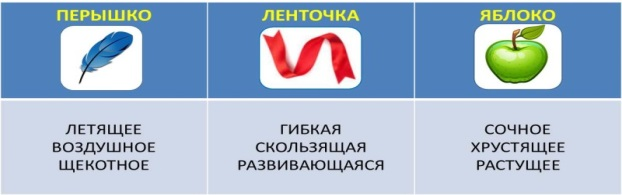 ПЕРЫШКО
ЛЕНТОЧКА
ЯБЛОКО
ЛЕТЯЩЕЕ
ВОЗДУШНОЕ
ЩЕКОТНОЕ
ГИБКАЯ
СКОЛЬЗЯЩАЯ
РАЗВИВАЮЩАЯСЯ
СОЧНОЕ
ХРУСТЯЩЕЕ
РАСТУЩЕЕ